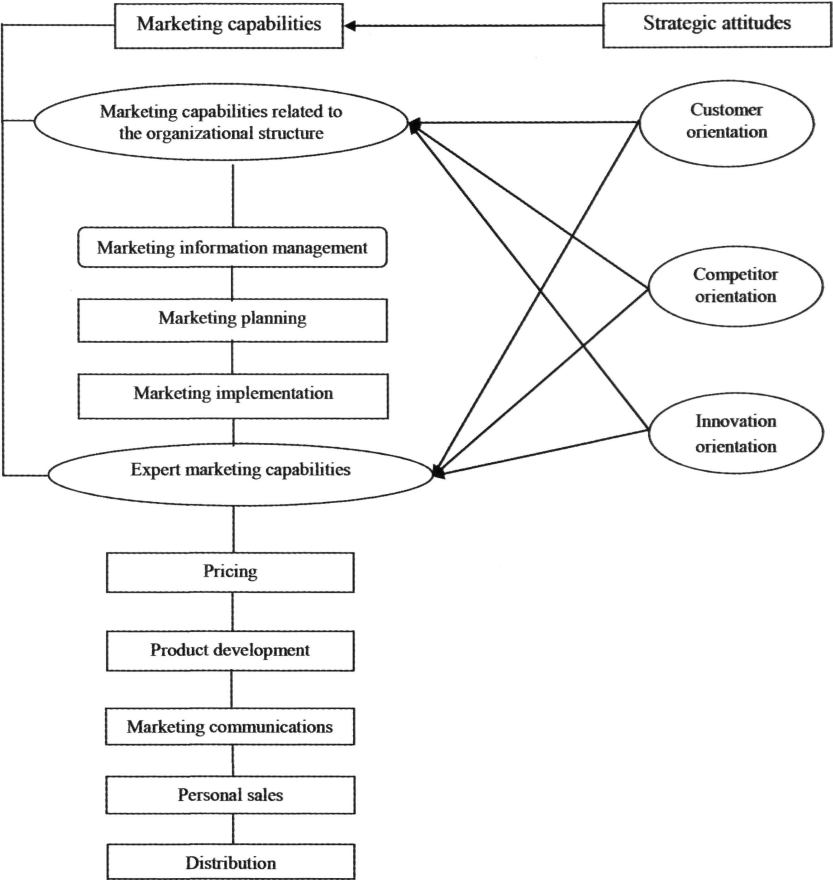 Marketing capabilities
Strategic attitudes
Marketing capabilities related to
the organizational structure
Customer
orientation
Marketing information management
Competitor
orientation
Marketing planning
Marketing implementation
Innovation
orientation
Expert marketing capabilities
Pricing
Product development
Marketing communications
Personal sales
Distribution